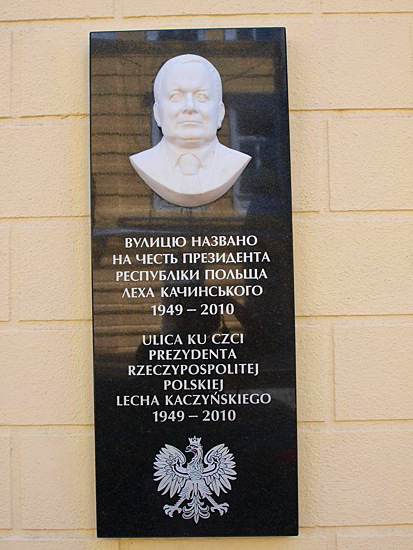 ВУЛИЦЮ НАЗВАНО
НА ЧЕСТЬ ПРЕЗИДЕНТА
РЕСПУБЛІКИ ПОЛЬЩА
ЛЕХА КАЧИНСЬКОГО
1949 – 2010
ULICA KU CZCI
PREZYDENTA
RZECZYPOSPOLITEJ
POLSKIEJ
LECHA KACZYŃSKIEGO
1949 – 2010